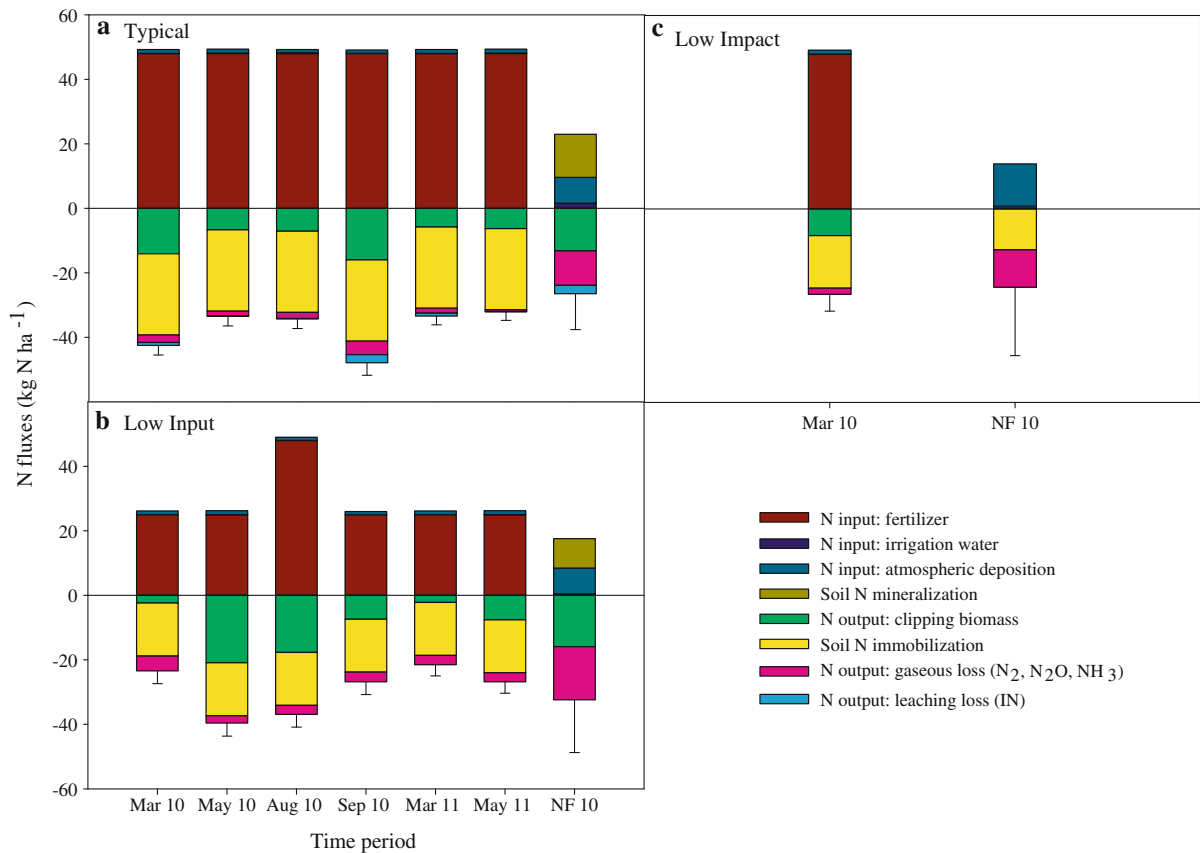 a Typical
60
40
20
0
-20
-40
c Low Impact
Mar 10 NF 10
b Low Input
40
20
0
-20
-40
-60
Mar 10 May 10 Aug 10 Sep 10 Mar 11 May 11 NF 10
Time period
N fluxes (kg N ha⁻¹)
N input: fertilizer
N input: irrigation water
N input: atmospheric deposition
Soil N mineralization
N output: clipping biomass
Soil N immobilization
N output: gaseous loss (N₂, N₂O, NH₃)
N output: leaching loss (IN)